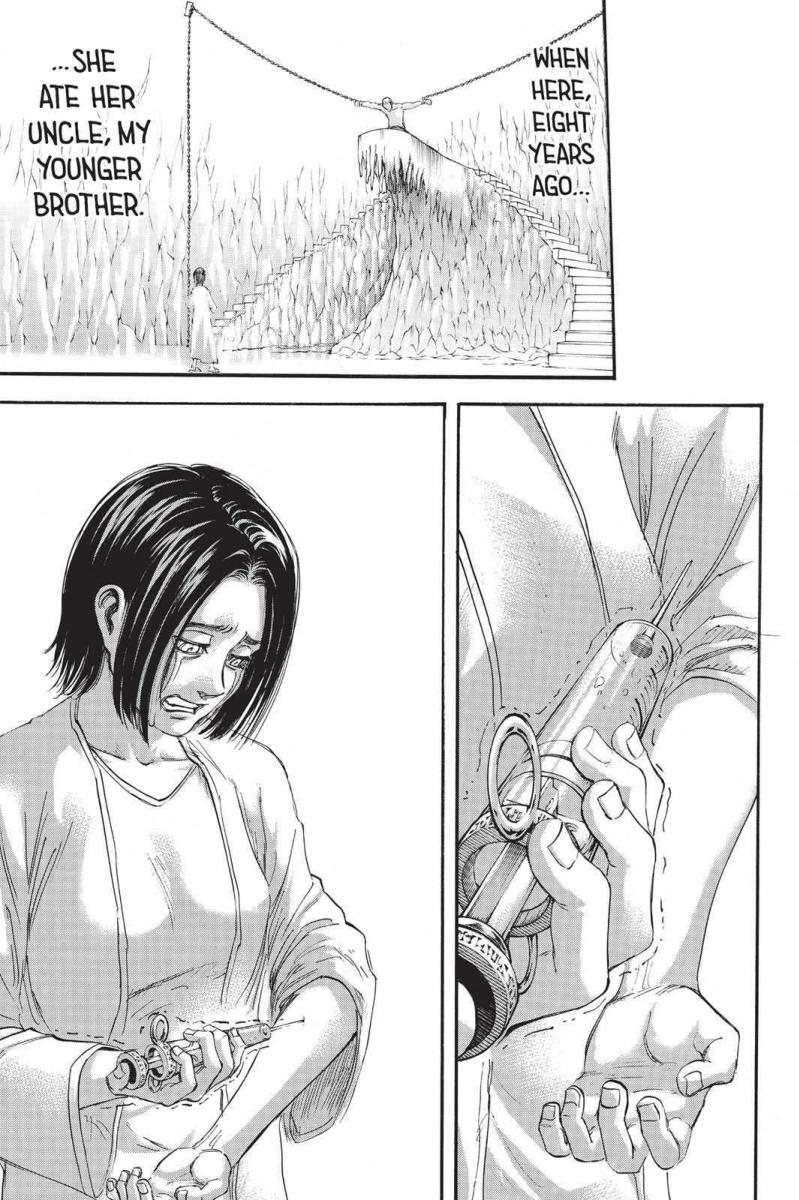 WHEN
HERE,
EIGHT
YEARS
AGO...
...SHE
ATE HER
UNCLE, MY
YOUNGER
BROTHER.